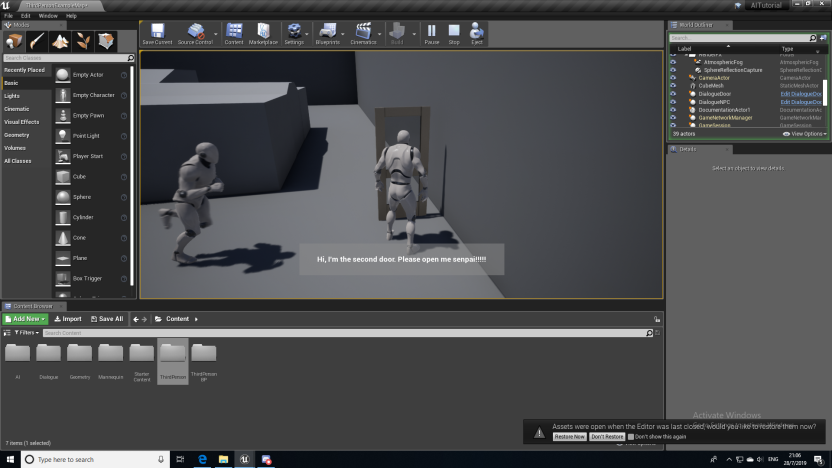 ThirdPersonExampleMap
AITutorial
File Edit Window Help
Modes
Search Classes
Recently Placed
Basic
Lights
Cinematic
Visual Effects
Geometry
Volumes
All Classes
Empty Actor
Empty Character
Empty Pawn
Point Light
Player Start
Cube
Sphere
Cylinder
Cone
Plane
Box Trigger
Save Current
Source Control
Content
Marketplace
Settings
Blueprints
Cinematics
Build
Pause
Stop
Eject
Hi, I'm the second door. Please open me senpai!!!!!
World Outliner
Search...
Label Type
AtmosphericFog AtmosphericFog
SphereReflectionCapture SphereReflectionC
CameraActor CameraActor
CubeMesh StaticMeshActor
DialogueDoor Edit DialogueDoo
DialogueNPC Edit DialogueDoo
DocumentationActor1 DocumentationActor
GameNetworkManager GameNetworkMana
GameSession GameSession
39 actors View Options
Details
Select an object to view details.
Content Browser
Add New Import Save All Content
Filters Search Content
AI
Dialogue
Geometry
Mannequin
Starter
Content
ThirdPerson
ThirdPerson
BP
7 items (1 selected)
Activate Windows
Assets were open when the Editor was last closed, would you like to restore them now?
Restore Now Don't Restore Don't show this again
Type here to search
ENG
21:06
28/7/2019